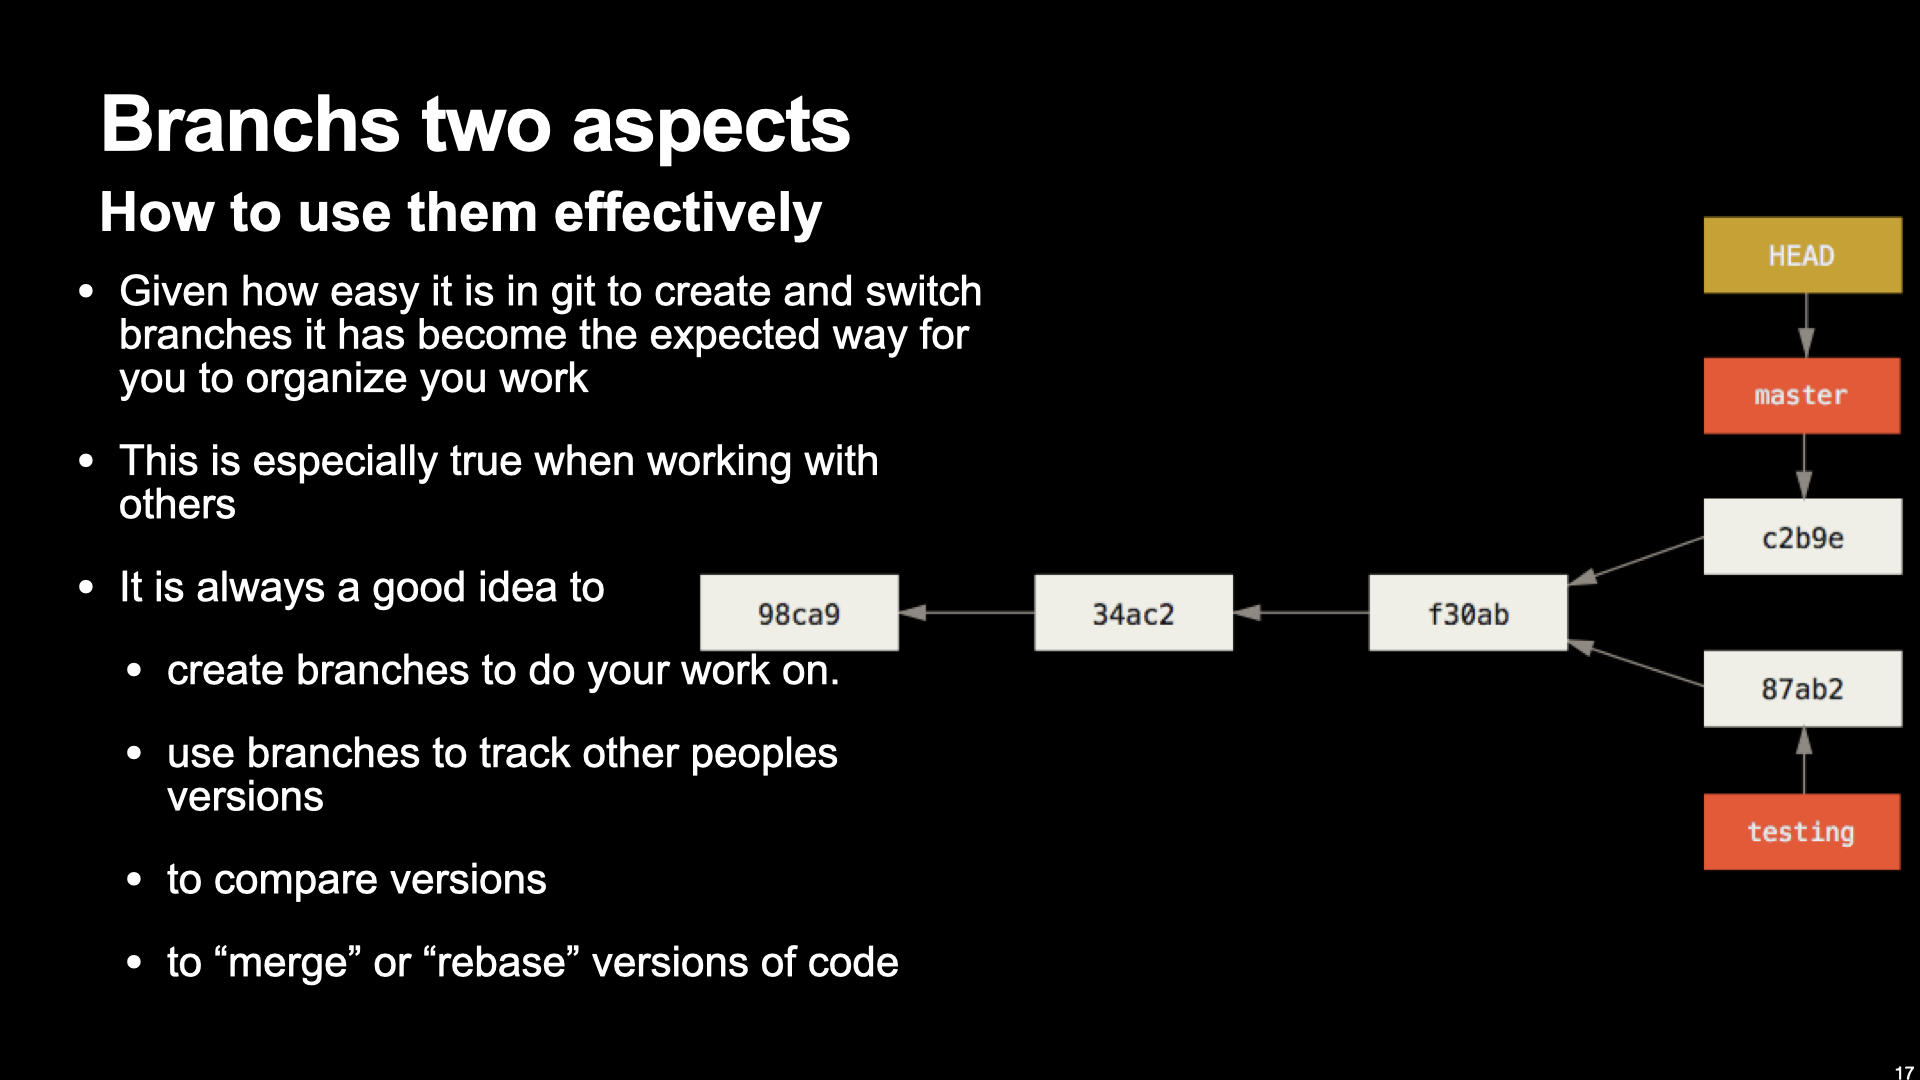 Branchs two aspects
How to use them effectively
• Given how easy it is in git to create and switch
branches it has become the expected way for
you to organize you work
• This is especially true when working with
others
• It is always a good idea to
• create branches to do your work on.
• use branches to track other peoples
versions
• to compare versions
• to “merge” or “rebase” versions of code
HEAD
master
c2b9e
98ca9
34ac2
f30ab
87ab2
testing
17